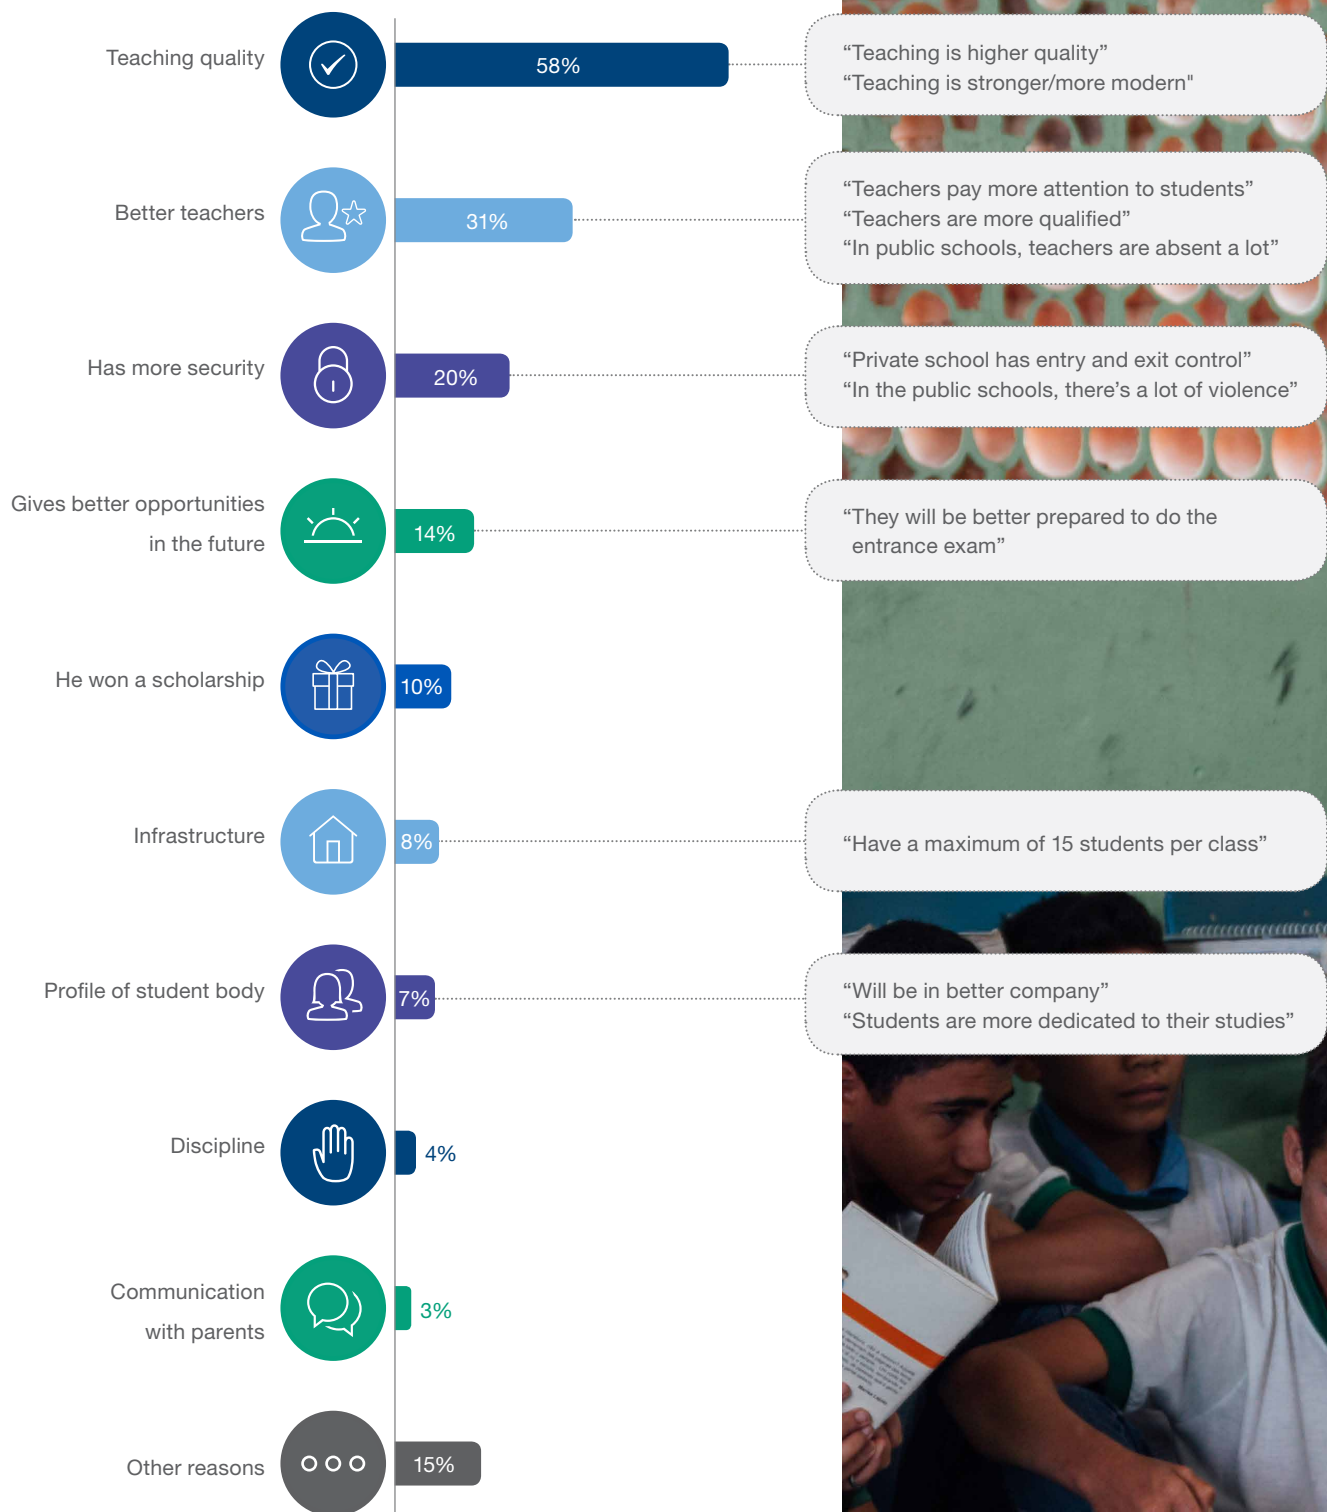 Teaching quality
58%
“Teaching is higher quality”
“Teaching is stronger/more modern"
Better teachers
31%
“Teachers pay more attention to students”
“Teachers are more qualified”
“In public schools, teachers are absent a lot”
Has more security
20%
“Private school has entry and exit control”
“In the public schools, there’s a lot of violence”
Gives better opportunities
in the future
14%
“They will be better prepared to do the
entrance exam”
He won a scholarship
10%
Infrastructure
8%
“Have a maximum of 15 students per class”
Profile of student body
7%
“Will be in better company”
“Students are more dedicated to their studies”
Discipline
4%
Communication
with parents
3%
Other reasons
15%